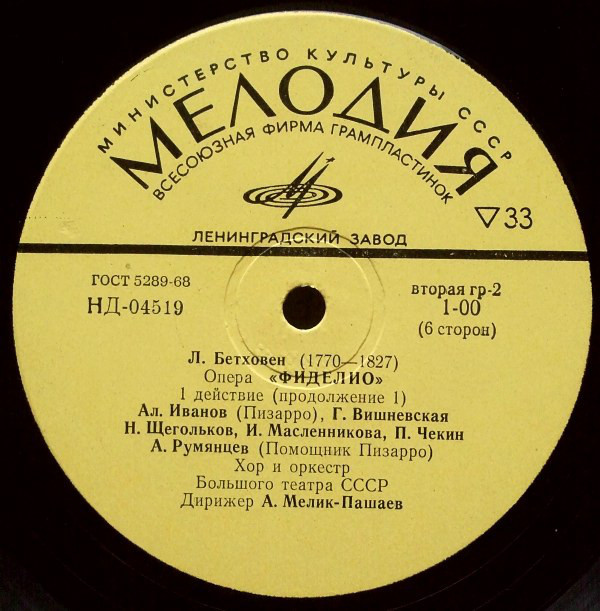 МИНИСТЕРСТВО КУЛЬТУРЫ СССР
МЕЛОДИЯ
ВСЕСОЮЗНАЯ ФИРМА ГРАМПЛАСТИНОК
33
ЛЕНИНГРАДСКИЙ ЗАВОД
ГОСТ 5289-68
НД-04519
вторая гр-2
1-00
(6 сторон)
Л. Бетховен (1770—1827)
Опера «ФИДЕЛИО»
1 действие (продолжение 1)
Ал. Иванов (Пизарро), Г. Вишневская
Н. Щегольков, И. Масленникова, П. Чекин
А. Румянцев (Помощник Пизарро)
Хор и оркестр
Большого театра СССР
Дирижер А. Мелик-Пашаев